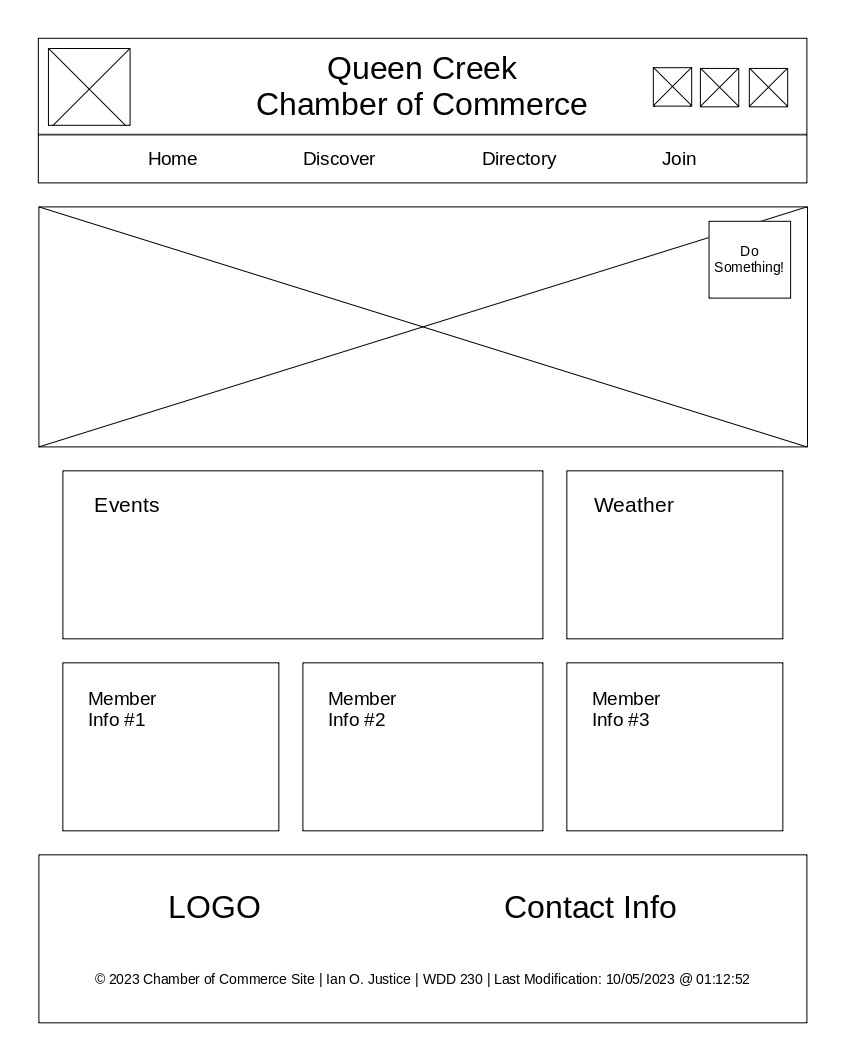 Queen Creek
Chamber of Commerce
Home
Discover
Directory
Join
Do
Something!
Events
Weather
Member
Info #1
Member
Info #2
Member
Info #3
LOGO
Contact Info
© 2023 Chamber of Commerce Site | Ian O. Justice | WDD 230 | Last Modification: 10/05/2023 @ 01:12:52